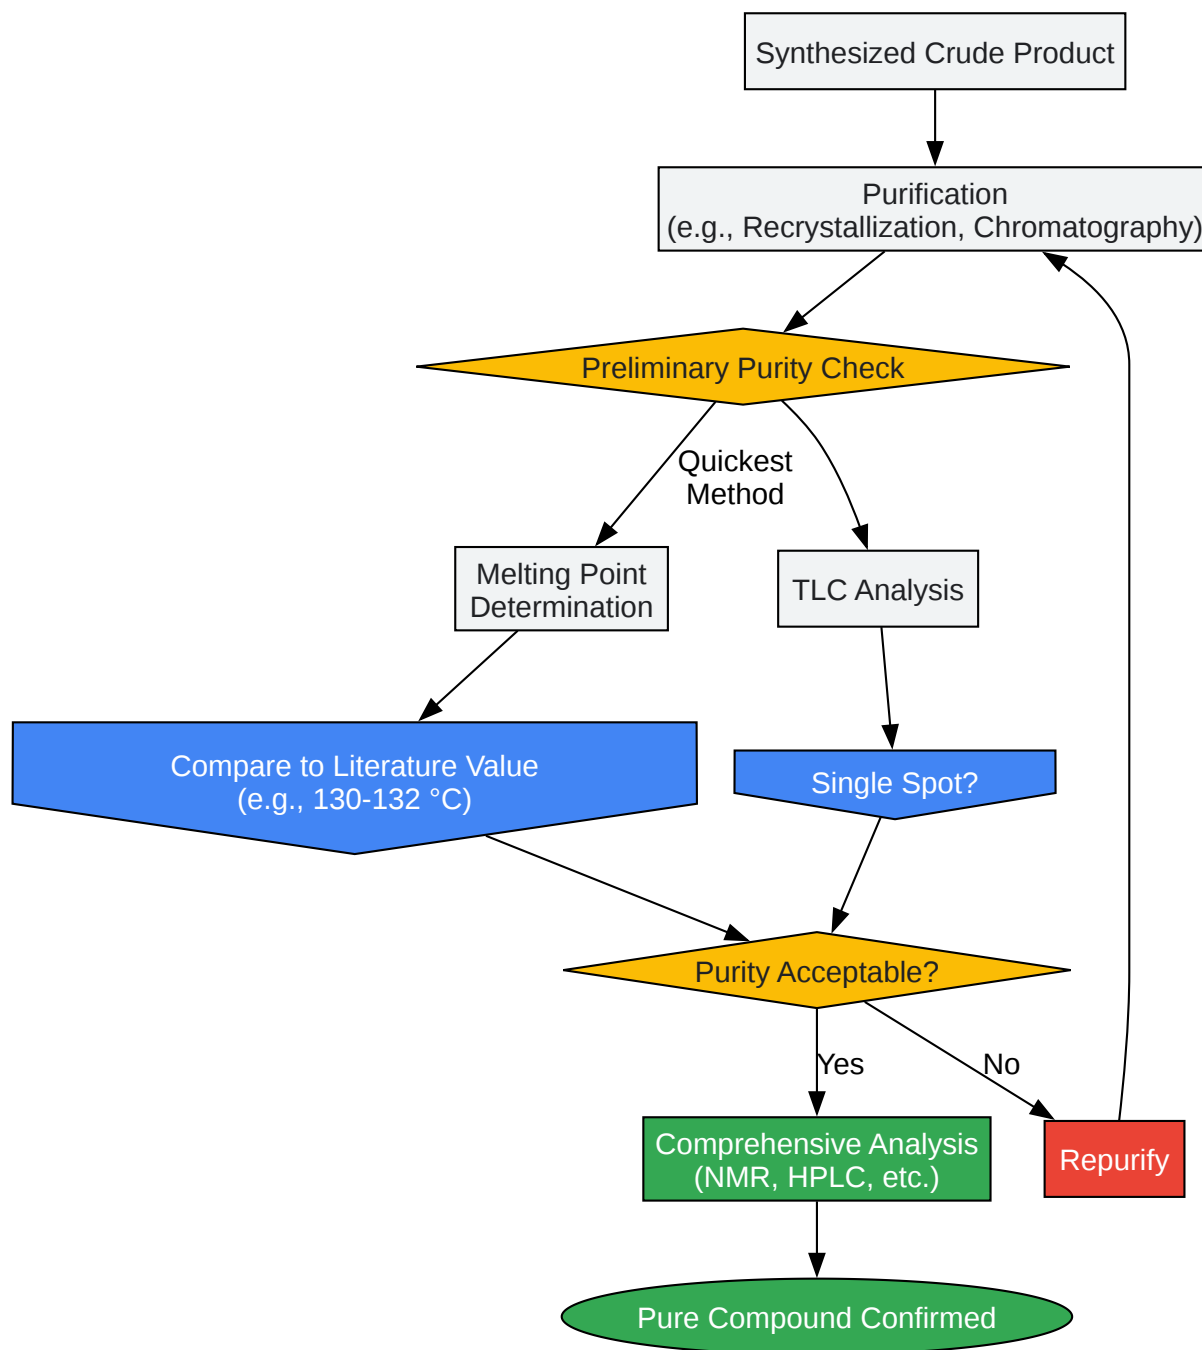 Synthesized Crude Product
Purification
(e.g., Recrystallization, Chromatography)
Preliminary Purity Check
Quickest
Method
Melting Point
Determination
TLC Analysis
Compare to Literature Value
(e.g., 130-132 °C)
Single Spot?
Purity Acceptable?
Yes
No
Comprehensive Analysis
(NMR, HPLC, etc.)
Repurify
Pure Compound Confirmed